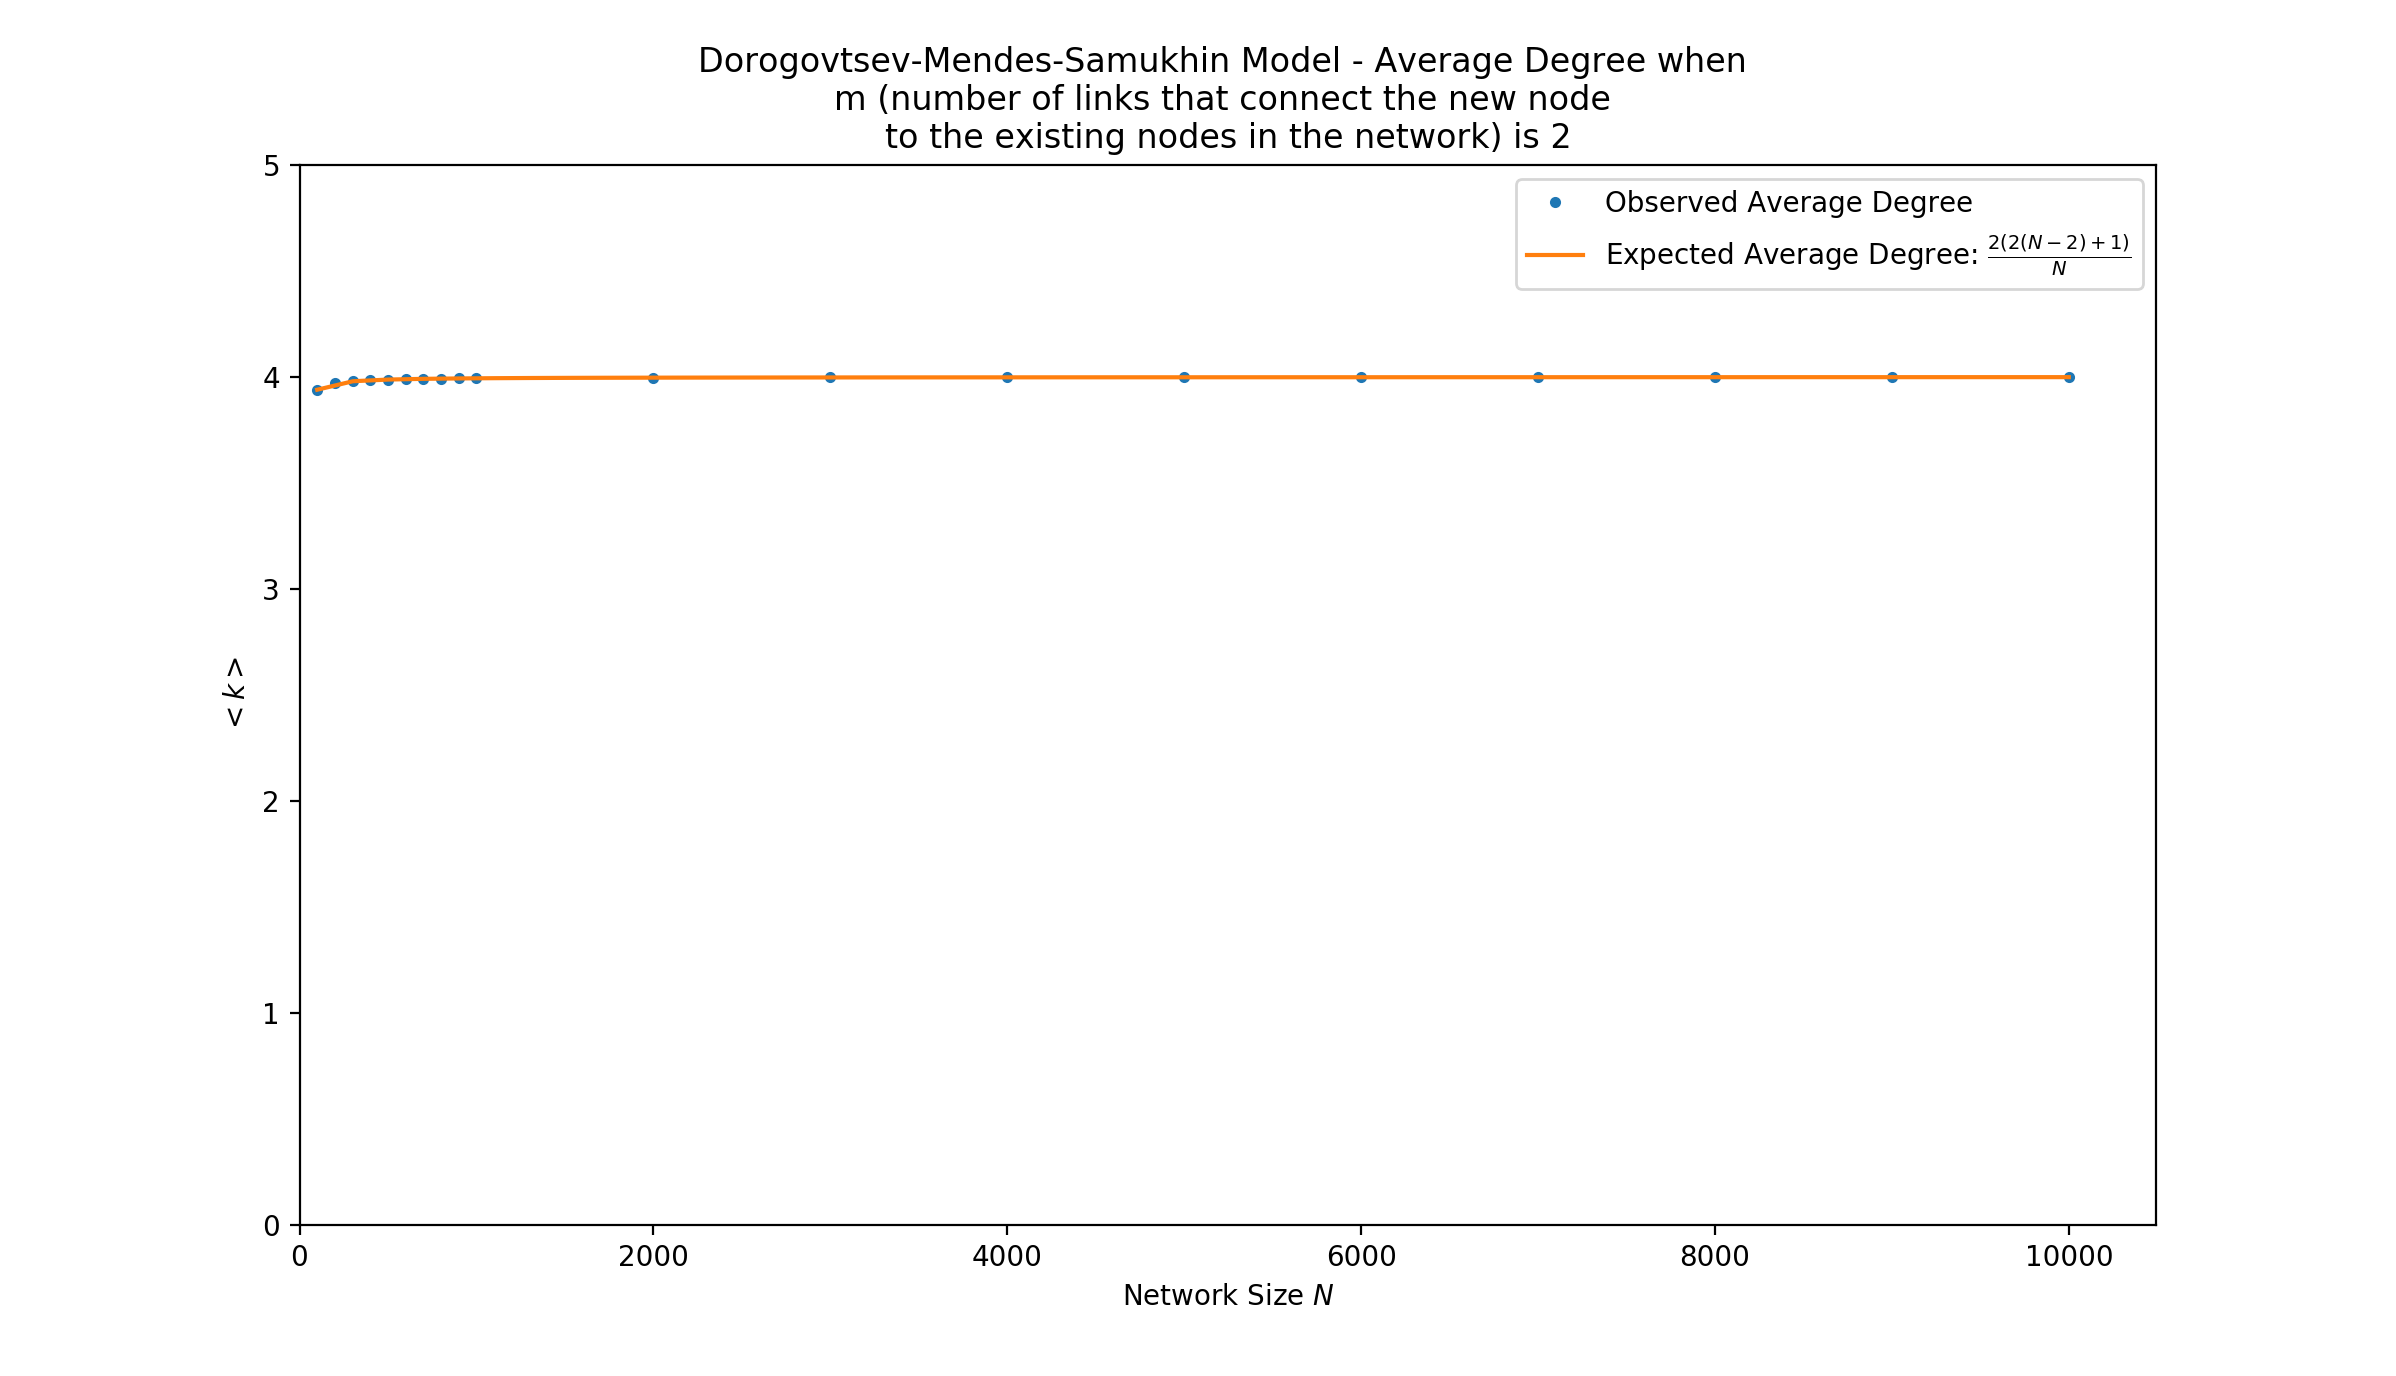 Dorogovtsev-Mendes-Samukhin Model - Average Degree when
m (number of links that connect the new node
to the existing nodes in the network) is 2
Observed Average Degree
Expected Average Degree: \frac{2(2(N-2)+1)}{N}
5
4
3
2
1
0
< k >
0 2000 4000 6000 8000 10000
Network Size N